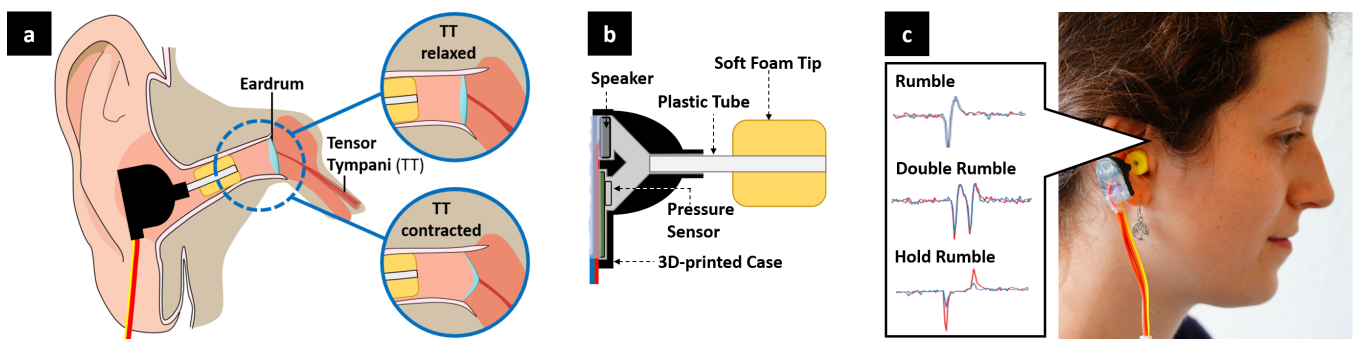 a
TT
relaxed
Eardrum
Tensor
Tympani (TT)
TT
contracted
b
Speaker
Soft Foam Tip
Plastic Tube
Pressure
Sensor
3D-printed Case
c
Rumble
Double Rumble
Hold Rumble